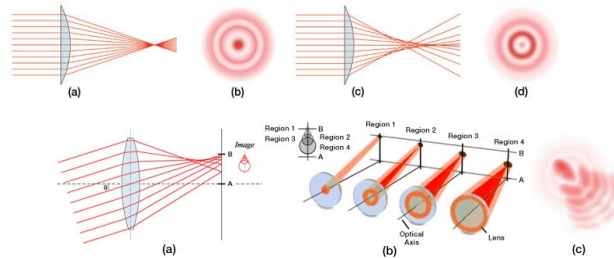 (a)
(b)
(c)
(d)
Region 1
Region 3
B
Region 2
Region 4
A
Image
B
A
θ
(a)
Region 1
Region 2
Region 3
Region 4
B
A
Optical
Axis
Lens
(b)
(c)